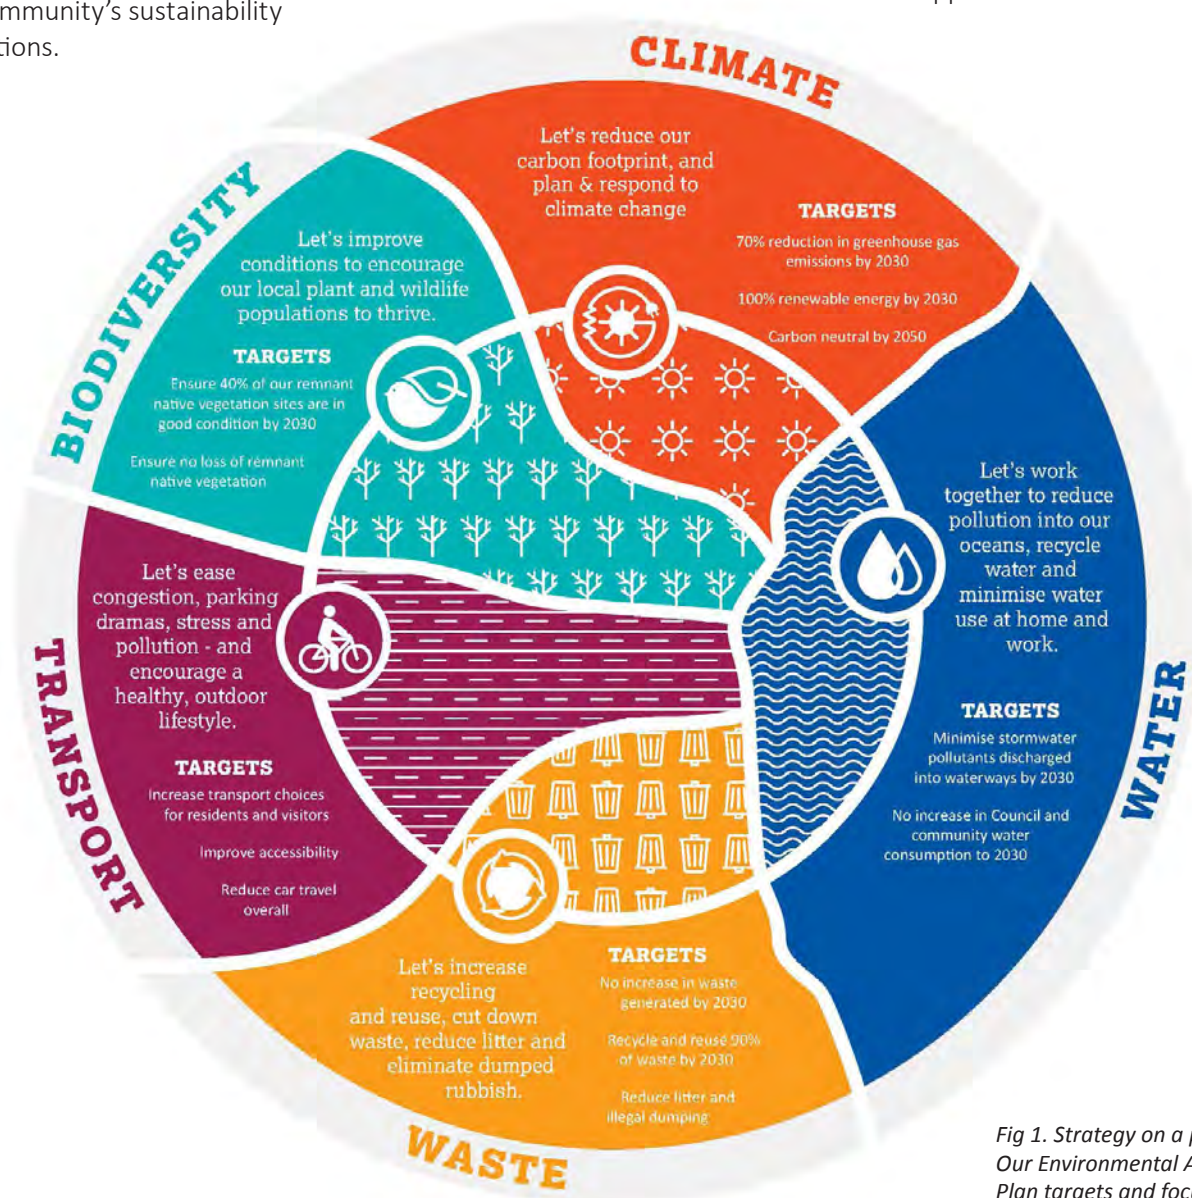 mmunity’s sustainability
tions.
CLIMATE
Let's reduce our
carbon footprint, and
plan & respond to
climate change
TARGETS
70% reduction in greenhouse gas
emissions by 2030
100% renewable energy by 2030
Carbon neutral by 2050
BIODIVERSITY
Let's improve
conditions to encourage
our local plant and wildlife
populations to thrive.
TARGETS
Ensure 40% of our remnant
native vegetation sites are in
good condition by 2030
Ensure no loss of remnant
native vegetation
WATER
Let's work
together to reduce
pollution into our
oceans, recycle
water and
minimise water
use at home and
work.
TARGETS
Minimise stormwater
pollutants discharged
into waterways by 2030
No increase in Council and
community water
consumption to 2030
TRANSPORT
Let's ease
congestion, parking
dramas, stress and
pollution - and
encourage a
healthy, outdoor
lifestyle.
TARGETS
Increase transport choices
for residents and visitors
Improve accessibility
Reduce car travel
overall
WASTE
Let's increase
recycling
and reuse, cut down
waste, reduce litter and
eliminate dumped
rubbish.
TARGETS
No increase in waste
generated by 2030
Recycle and reuse 90%
of waste by 2030
Reduce litter and
illegal dumping
Fig 1. Strategy on a p
Our Environmental A
Plan targets and focu